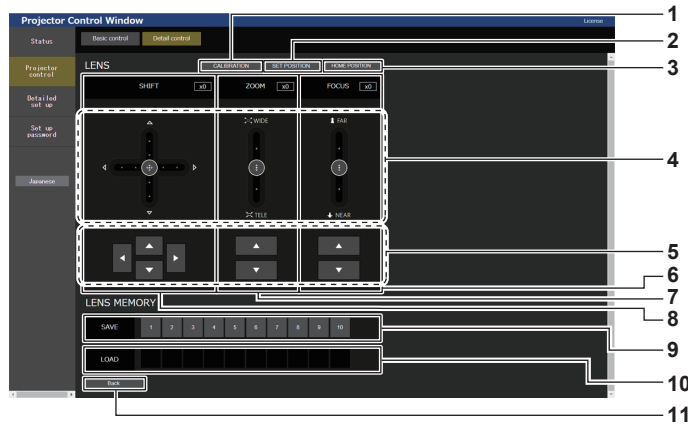 Projector Control Window
License
Status
Basic control
Detail control
Projector
control
Detailed
set up
Set up
password
Japanese
LENS
CALIBRATION
SET POSITION
HOME POSITION
SHIFT
x0
ZOOM
x0
FOCUS
x0
WIDE
FAR
TELE
NEAR
LENS MEMORY
SAVE
1 2 3 4 5 6 7 8 9 10
LOAD
Back
1
2
3
4
5
6
7
8
9
10
11